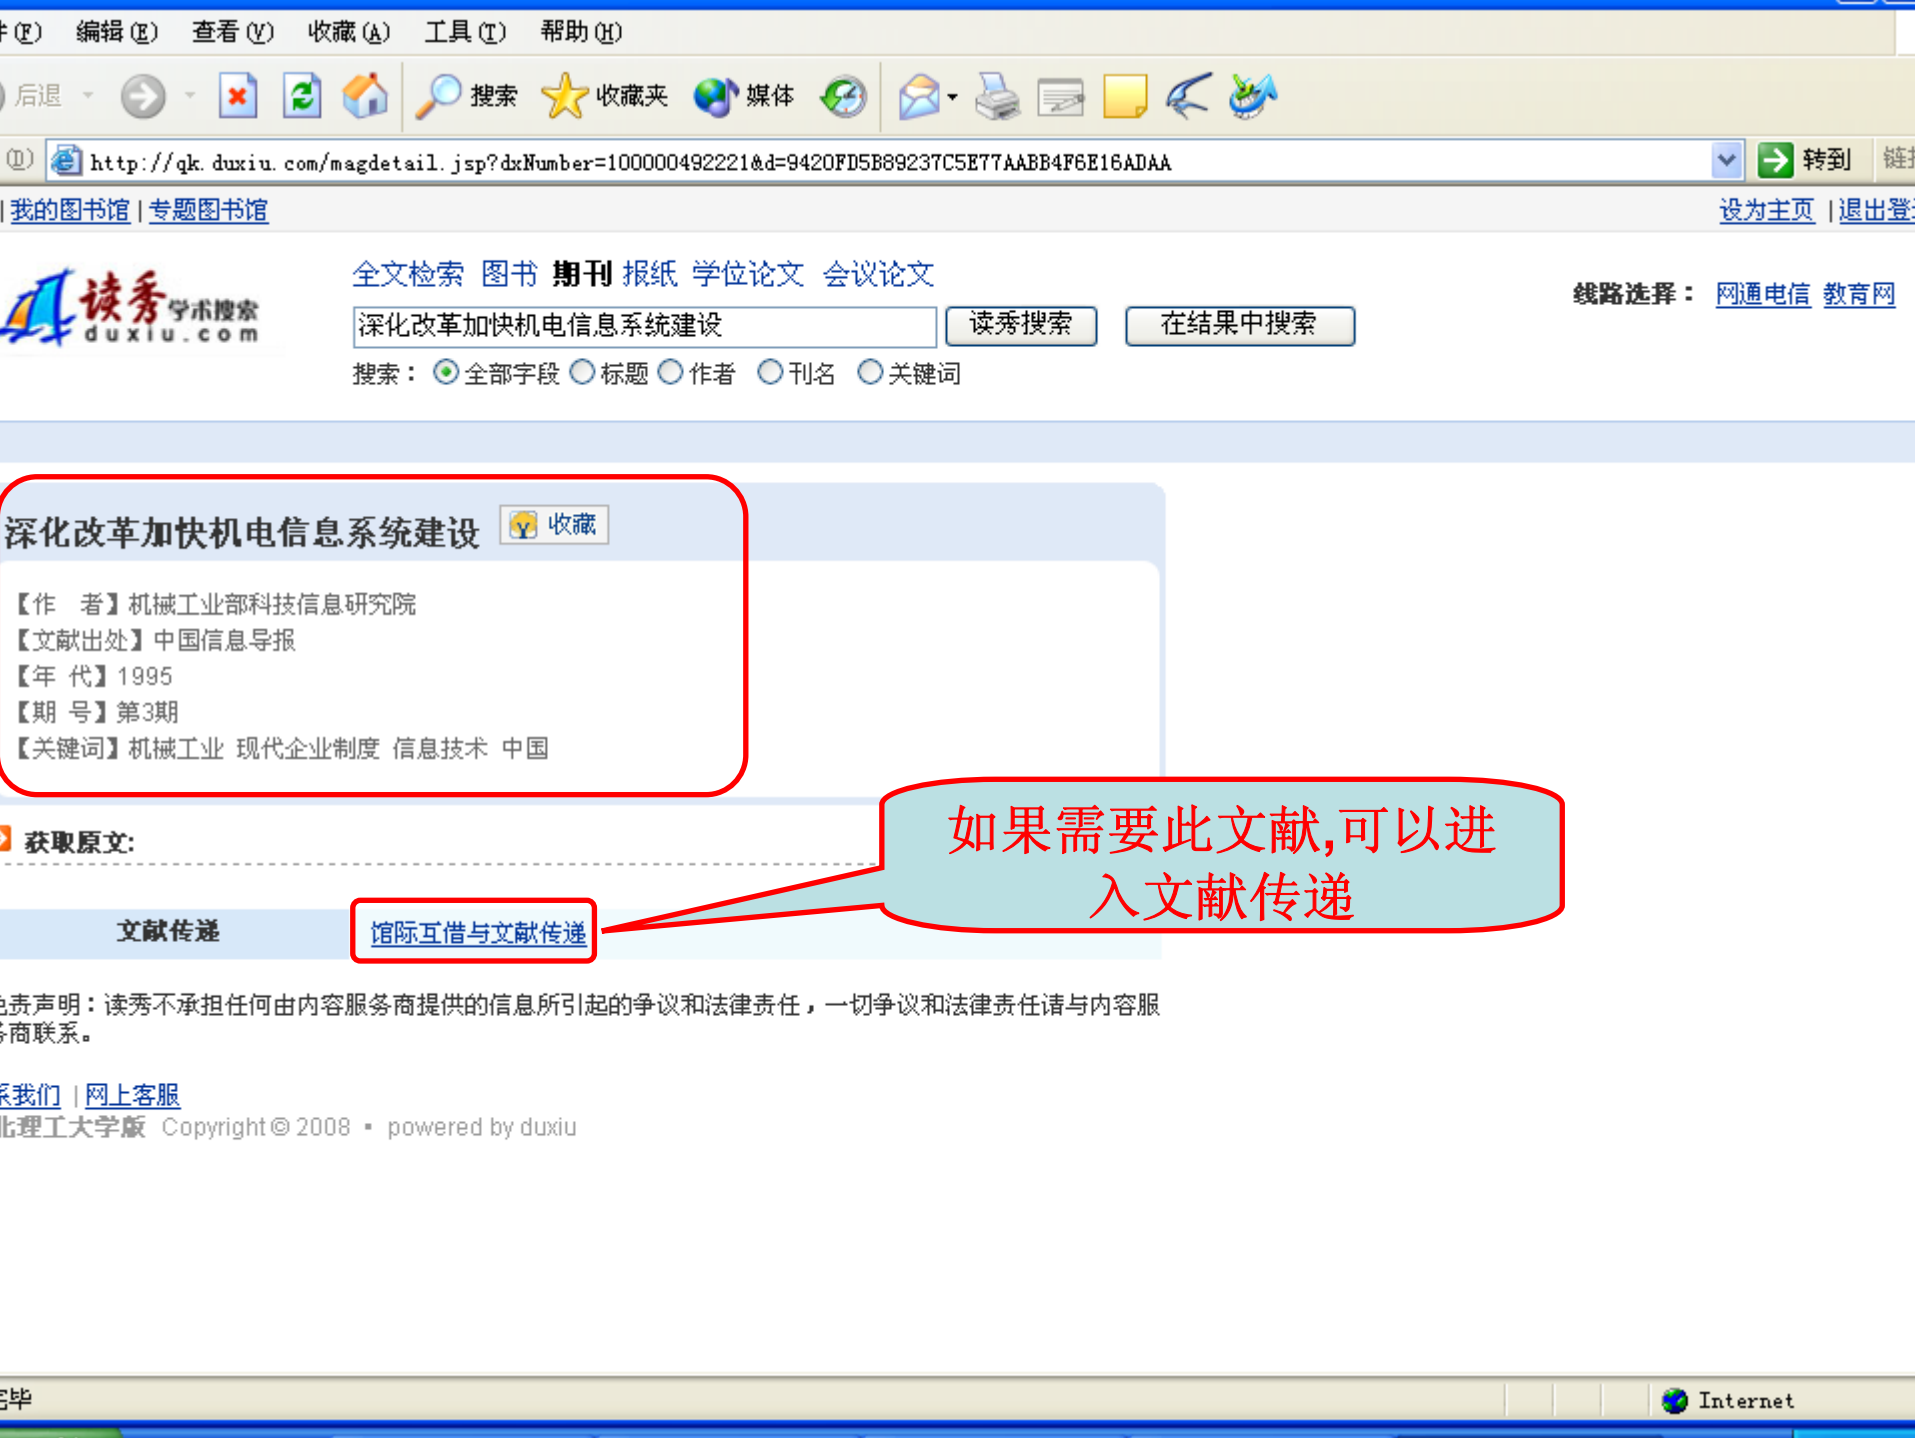 (F) 编辑(E) 查看(V) 收藏(A) 工具(T) 帮助(H)
后退 搜索 收藏夹 媒体
(D) http://qk.duxiu.com/magdetail.jsp?dxNumber=100000492221&d=9420FD5B89237C5E77AABB4F6E16ADAA 转到
|我的图书馆|专题图书馆 设为主页 |退出登
全文检索 图书 期刊 报纸 学位论文 会议论文
读秀学术搜索
duxiu.com
线路选择： 网通电信 教育网
深化改革加快机电信息系统建设 读秀搜索 在结果中搜索
搜索： 全部字段 标题 作者 刊名 关键词
深化改革加快机电信息系统建设 收藏
【作 者】机械工业部科技信息研究院
【文献出处】中国信息导报
【年 代】1995
【期 号】第3期
【关键词】机械工业 现代企业制度 信息技术 中国
如果需要此文献,可以进
入文献传递
获取原文:
文献传递 馆际互借与文献传递
责声明：读秀不承担任何由内容服务商提供的信息所引起的争议和法律责任，一切争议和法律责任请与内容服
商联系。
系我们 |网上客服
北理工大学版 Copyright©2008 ▪ powered by duxiu
完毕 Internet